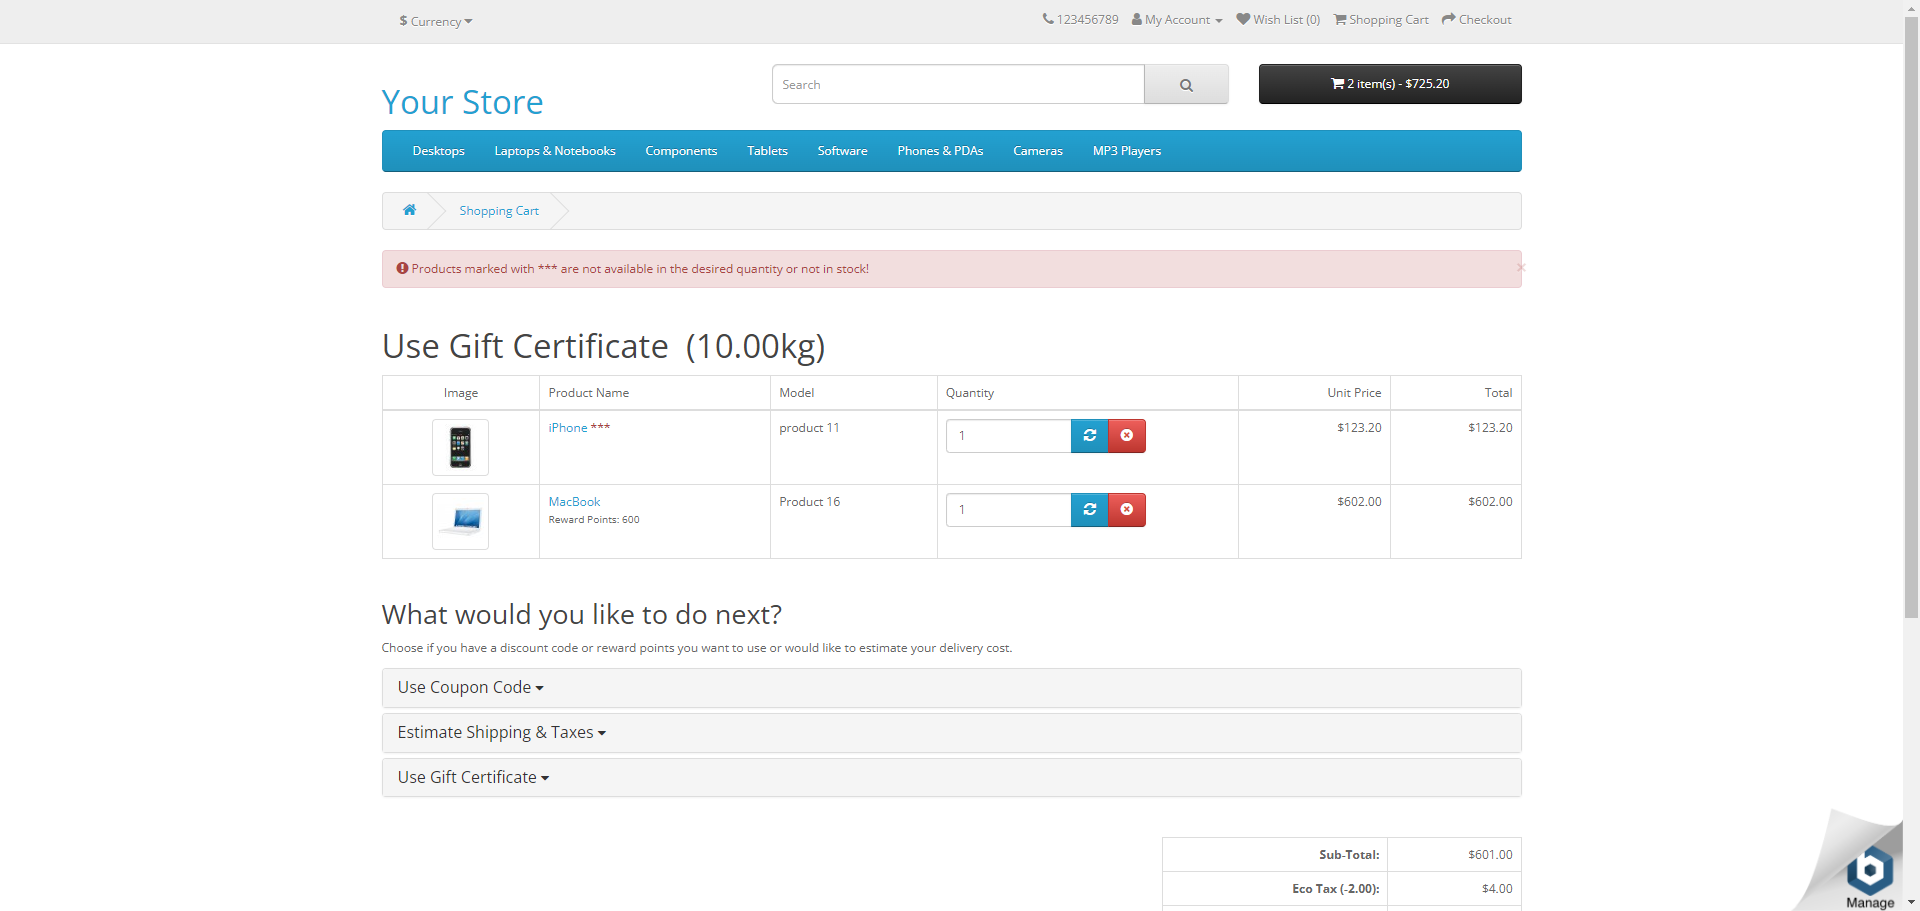 $ Currency
123456789 My Account Wish List (0) Shopping Cart Checkout
Your Store
Search
2 item(s) - $725.20
Desktops Laptops & Notebooks Components Tablets Software Phones & PDAs Cameras MP3 Players
Shopping Cart
Products marked with *** are not available in the desired quantity or not in stock!
×
Use Gift Certificate (10.00kg)
Image Product Name Model Quantity Unit Price Total
iPhone *** product 11 1 $123.20 $123.20
MacBook Product 16 1 $602.00 $602.00
Reward Points: 600
What would you like to do next?
Choose if you have a discount code or reward points you want to use or would like to estimate your delivery cost.
Use Coupon Code
Estimate Shipping & Taxes
Use Gift Certificate
Sub-Total: $601.00
Eco Tax (-2.00): $4.00
Manage